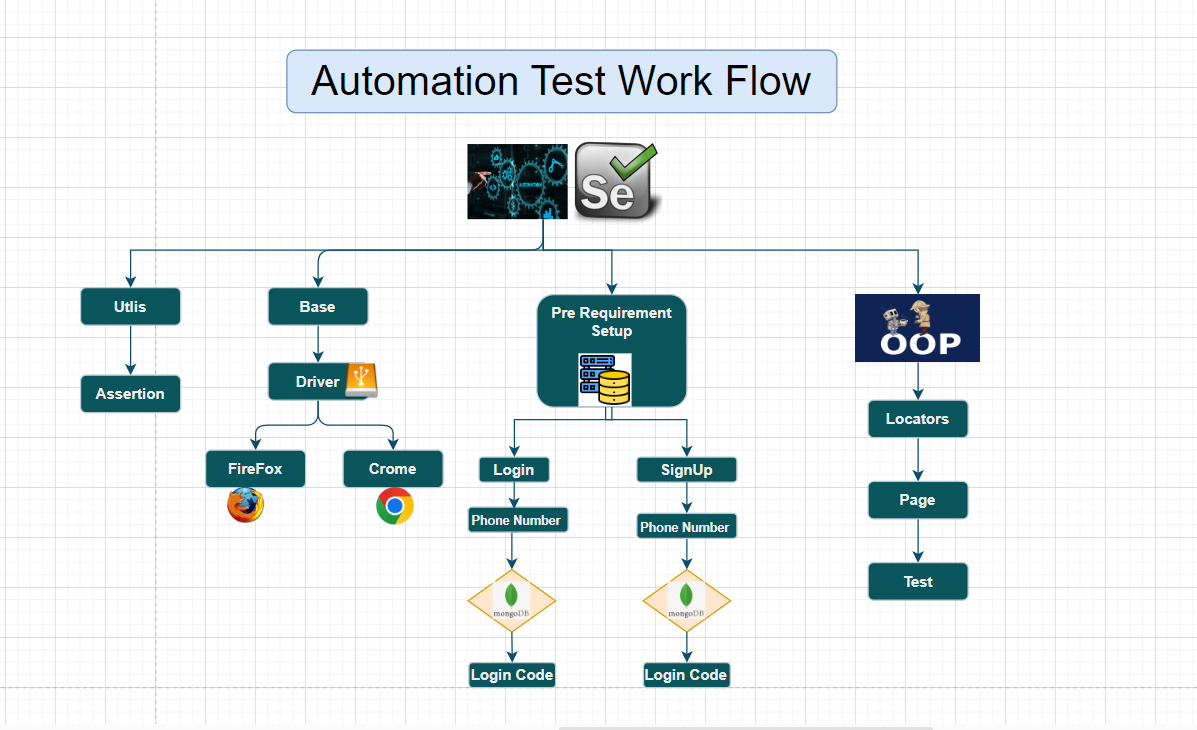 Automation Test Work Flow
AUTOMATION
Se
Utlis
Base
Pre Requirement
Setup
OOP
Assertion
Driver
Locators
FireFox
Crome
Login
SignUp
Page
Phone Number
Phone Number
Test
mongoDB
mongoDB
Login Code
Login Code